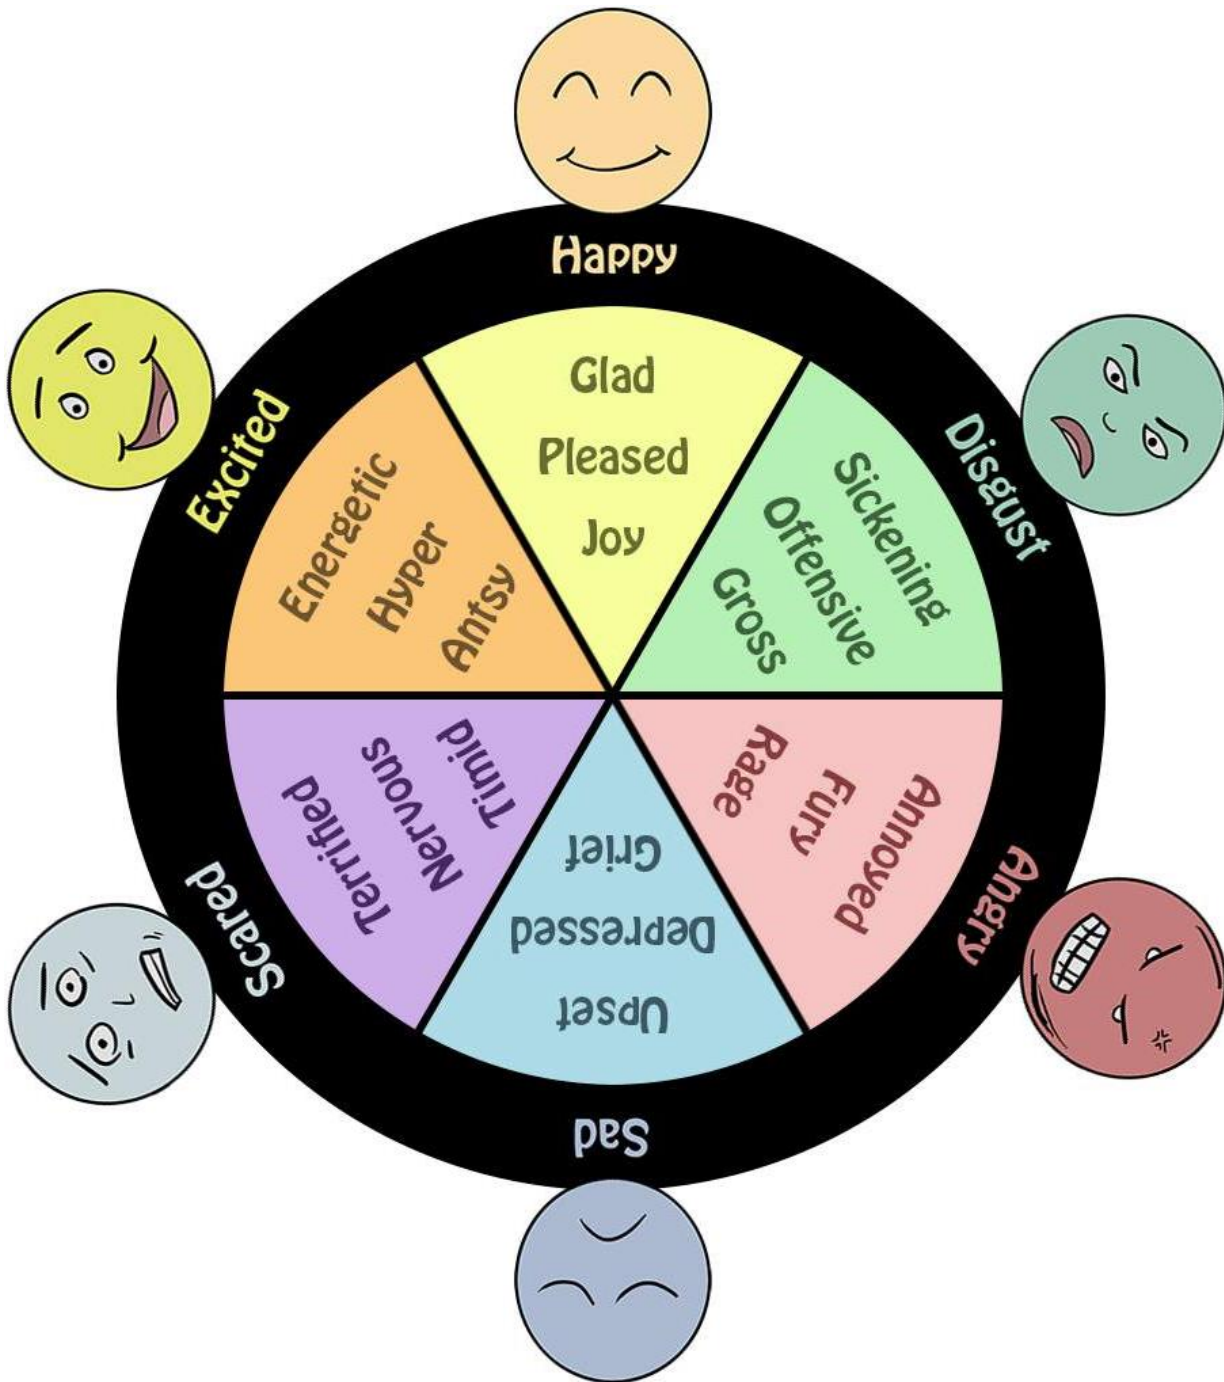 Happy
Glad
Pleased
Joy
Disgust
Sickening
Offensive
Gross
Angry
Annoyed
Fury
Rage
Sad
Upset
Depressed
Grief
Scared
Terrified
Nervous
Timid
Excited
Energetic
Hyper
Antsy